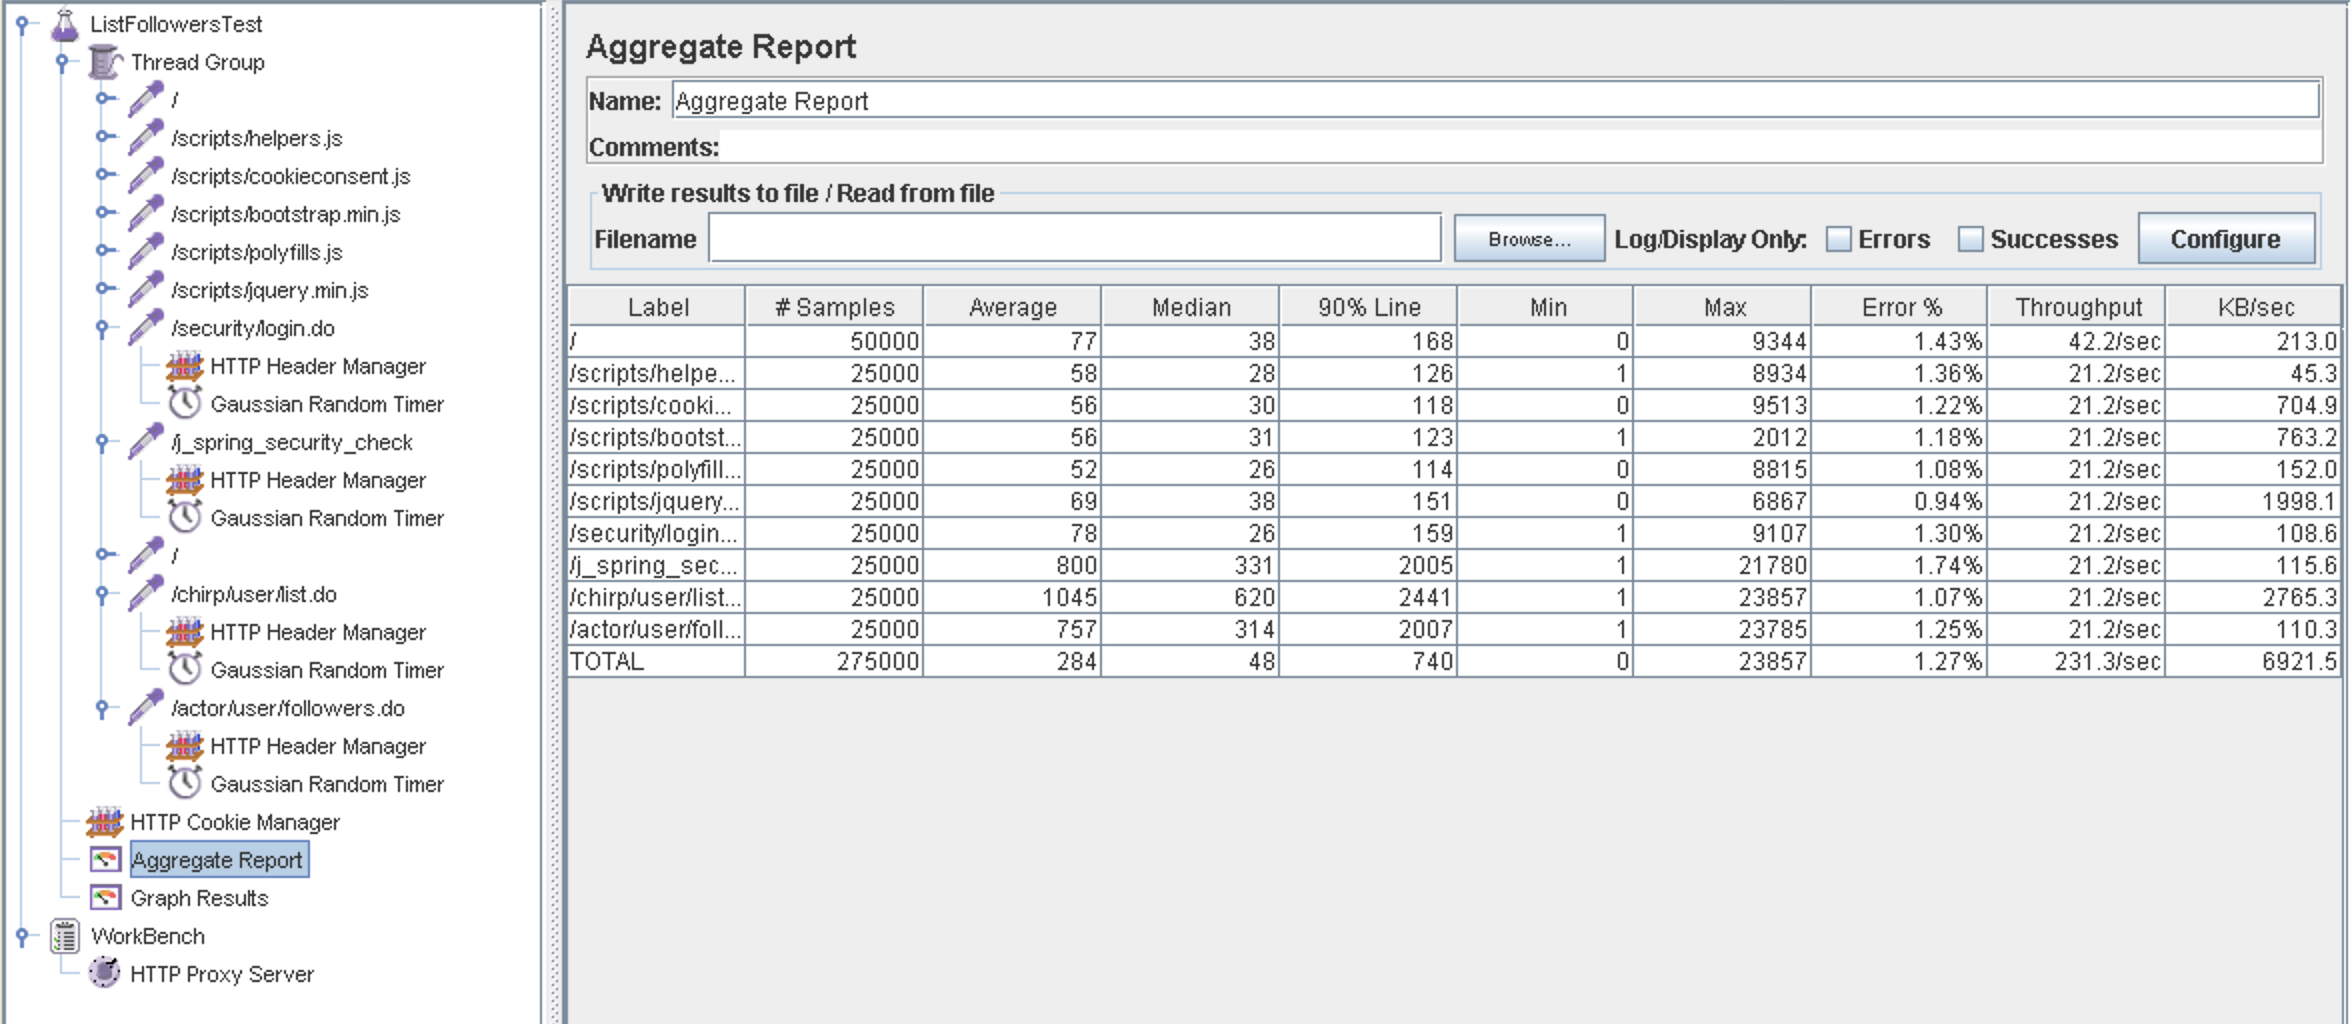 ListFollowersTest
Thread Group
/
/scripts/helpers.js
/scripts/cookieconsent.js
/scripts/bootstrap.min.js
/scripts/polyfills.js
/scripts/jquery.min.js
/security/login.do
HTTP Header Manager
Gaussian Random Timer
/j_spring_security_check
HTTP Header Manager
Gaussian Random Timer
/
/chirp/user/list.do
HTTP Header Manager
Gaussian Random Timer
/actor/user/followers.do
HTTP Header Manager
Gaussian Random Timer
HTTP Cookie Manager
Aggregate Report
Graph Results
WorkBench
HTTP Proxy Server
Aggregate Report
Name: Aggregate Report
Comments:
Write results to file / Read from file
Filename Browse... Log/Display Only: Errors Successes Configure
Label # Samples Average Median 90% Line Min Max Error % Throughput KB/sec
/ 50000 77 38 168 0 9344 1.43% 42.2/sec 213.0
/scripts/helpe... 25000 58 28 126 1 8934 1.36% 21.2/sec 45.3
/scripts/cooki... 25000 56 30 118 0 9513 1.22% 21.2/sec 704.9
/scripts/bootst... 25000 56 31 123 1 2012 1.18% 21.2/sec 763.2
/scripts/polyfill... 25000 52 26 114 0 8815 1.08% 21.2/sec 152.0
/scripts/jquery... 25000 69 38 151 0 6867 0.94% 21.2/sec 1998.1
/security/login... 25000 78 26 159 1 9107 1.30% 21.2/sec 108.6
/j_spring_sec... 25000 800 331 2005 1 21780 1.74% 21.2/sec 115.6
/chirp/user/list... 25000 1045 620 2441 1 23857 1.07% 21.2/sec 2765.3
/actor/user/foll... 25000 757 314 2007 1 23785 1.25% 21.2/sec 110.3
TOTAL 275000 284 48 740 0 23857 1.27% 231.3/sec 6921.5